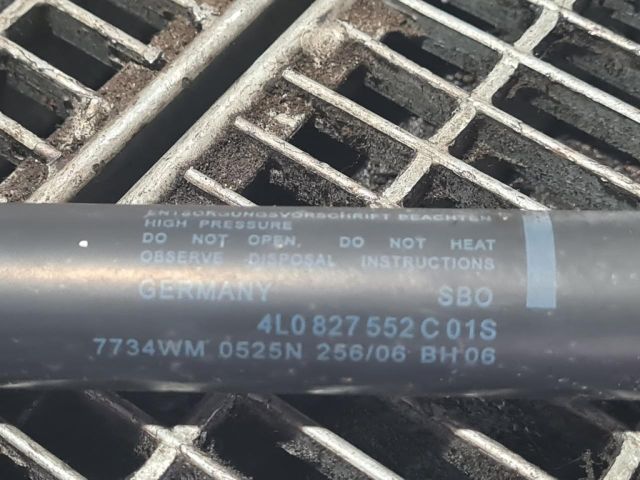 ENTSORGUNGSVORSCHRIFT BEACHTEN
HIGH PRESSURE
DO NOT OPEN, DO NOT HEAT
OBSERVE DISPOSAL INSTRUCTIONS
GERMANY SBO
4L0 827 552 C 01S
7734WM 0525N 256/06 BH 06